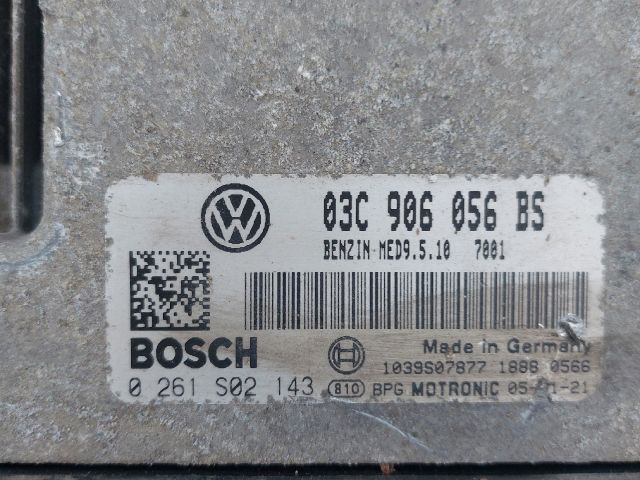 03C 906 056 BS
BENZIN-MED9.5.10 7001
BOSCH
Made in Germany
1039S07877 1888 0566
0 261 S02 143 810 BPG MOTRONIC